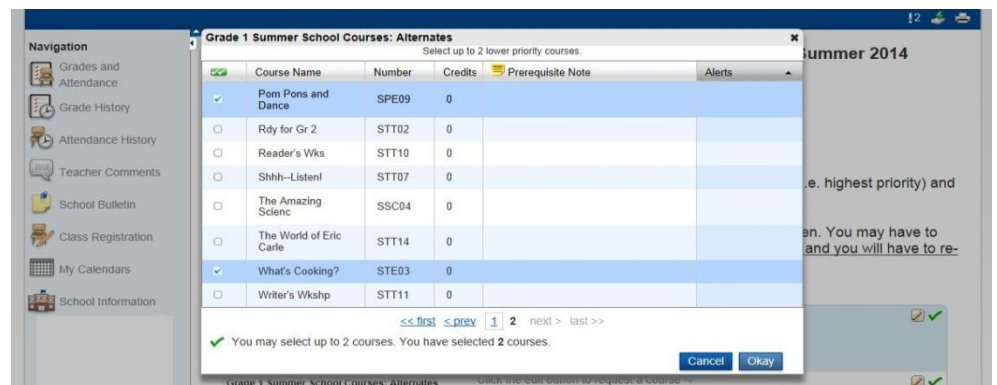 !2
Navigation
Grades and
Attendance
Grade History
Attendance History
Teacher Comments
School Bulletin
Class Registration
My Calendars
School Information
Grade 1 Summer School Courses: Alternates
Select up to 2 lower priority courses.
Course Name Number Credits Prerequisite Note Alerts
Pom Pons and
Dance SPE09 0
Rdy for Gr 2 STT02 0
Reader's Wks STT10 0
Shhh--Listen! STT07 0
The Amazing
Scienc SSC04 0
The World of Eric
Carle STT14 0
What's Cooking? STE03 0
Writer's Wkshp STT11 0
<< first < prev 1 2 next > last >>
You may select up to 2 courses. You have selected 2 courses.
Cancel Okay
Summer 2014
.e. highest priority) and
en. You may have to
and you will have to re-
Grade 1 Summer School Courses: Alternates Click the edit button to request a course